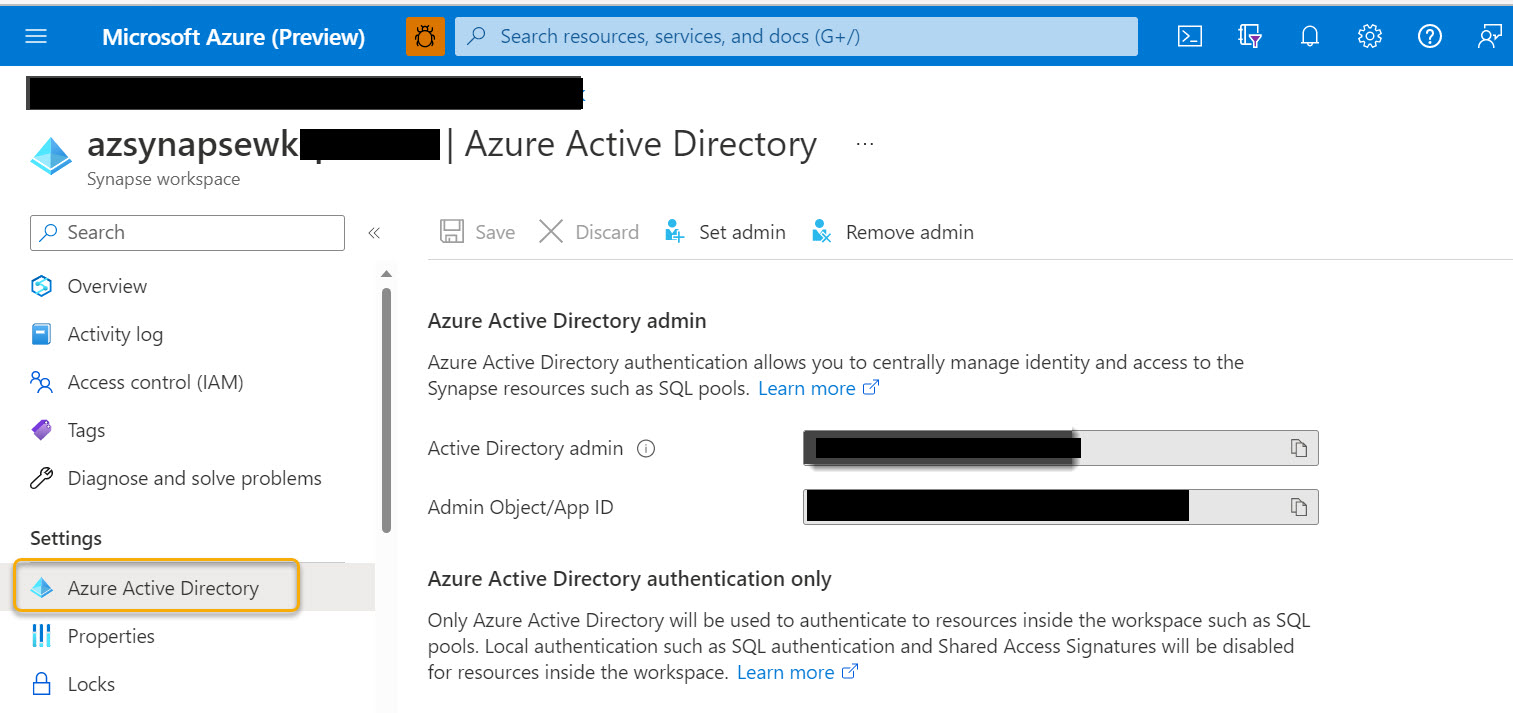 Microsoft Azure (Preview)
Search resources, services, and docs (G+/)
azsynapsewk | Azure Active Directory ...
Synapse workspace
Search
«
Save
Discard
Set admin
Remove admin
Overview
Activity log
Access control (IAM)
Tags
Diagnose and solve problems
Settings
Azure Active Directory
Properties
Locks
Azure Active Directory admin
Azure Active Directory authentication allows you to centrally manage identity and access to the
Synapse resources such as SQL pools. Learn more
Active Directory admin
Admin Object/App ID
Azure Active Directory authentication only
Only Azure Active Directory will be used to authenticate to resources inside the workspace such as SQL
pools. Local authentication such as SQL authentication and Shared Access Signatures will be disabled
for resources inside the workspace. Learn more